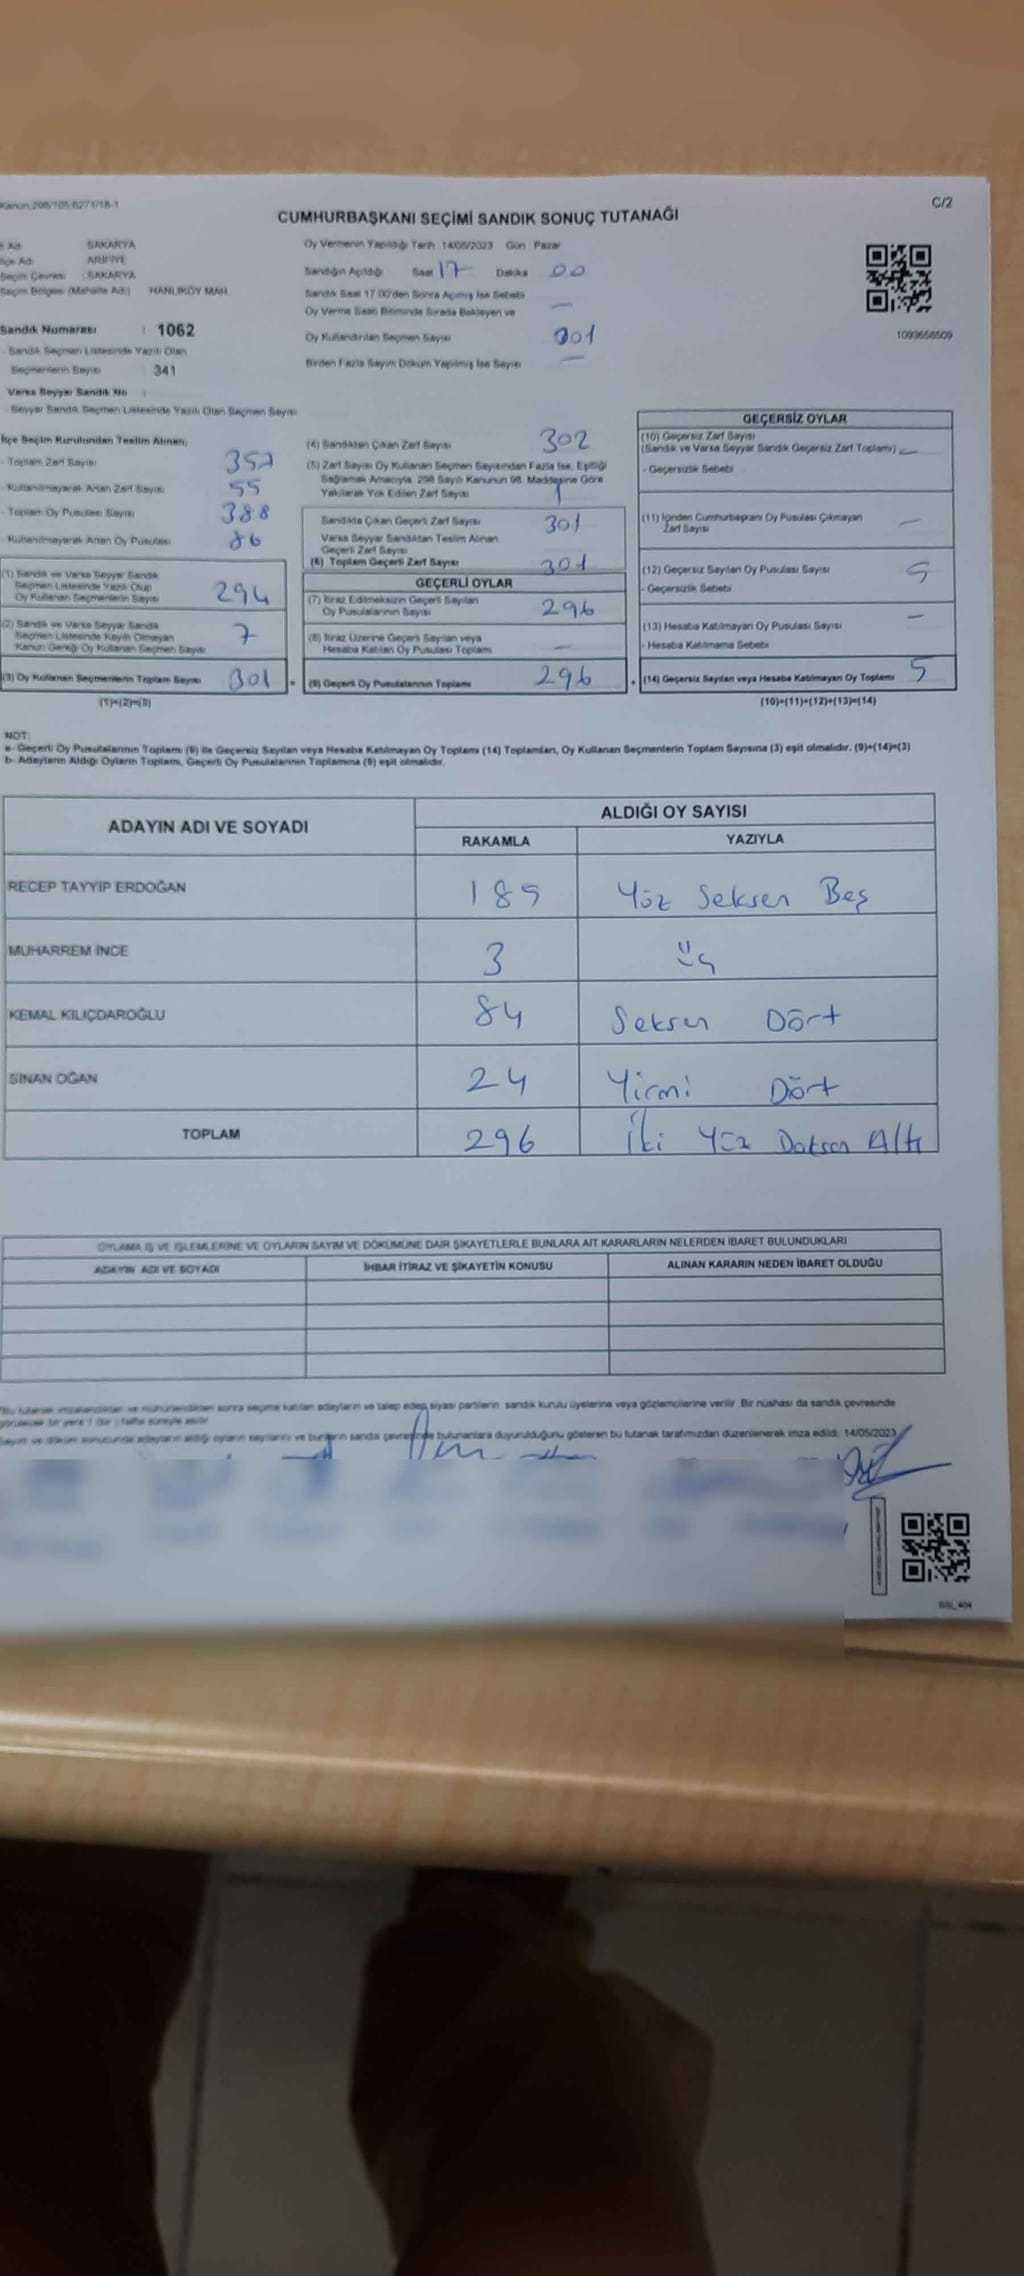 Kanun:298/105;6271/18-1
C/2
CUMHURBAŞKANI SEÇİMİ SANDIK SONUÇ TUTANAĞI
İl Adı : SAKARYA
İlçe Adı : ARİFİYE
Seçim Çevresi : SAKARYA
Seçim Bölgesi (Mahalle Adı) HANLIKÖY MAH.
Sandık Numarası : 1062
- Sandık Seçmen Listesinde Yazılı Olan
Seçmenlerin Sayısı : 341
Varsa Seyyar Sandık No :
- Seyyar Sandık Seçmen Listesinde Yazılı Olan Seçmen Sayısı
Oy Vermenin Yapıldığı Tarih 14/05/2023 Gün Pazar
Sandığın Açıldığı Saat 17 Dakika 00
Sandık Saat 17.00'den Sonra Açılmış İse Sebebi
Oy Verme Saati Bitiminde Sırada Bekleyen ve —
Oy Kullandırılan Seçmen Sayısı 301
Birden Fazla Sayım Döküm Yapılmış İse Sayısı —
1093658509
İlçe Seçim Kurulundan Teslim Alınan;
- Toplam Zarf Sayısı
- Kullanılmayarak Artan Zarf Sayısı 55
- Toplam Oy Pusulası Sayısı 388
- Kullanılmayarak Artan Oy Pusulası 86
(1) Sandık ve Varsa Seyyar Sandık
Seçmen Listesinde Yazılı Olup
Oy Kullanan Seçmenlerin Sayısı 294
(2) Sandık ve Varsa Seyyar Sandık
Seçmen Listesinde Kayıtlı Olmayan
Kanun Gereği Oy Kullanan Seçmen Sayısı 7
(3) Oy Kullanan Seçmenlerin Toplam Sayısı 301 =
(1)+(2)=(3)
(4) Sandıktan Çıkan Zarf Sayısı 302
(5) Zarf Sayısı Oy Kullanan Seçmen Sayısından Fazla İse, Eşitliği
Sağlamak Amacıyla, 298 Sayılı Kanunun 98. Maddesine Göre
Yakılarak Yok Edilen Zarf Sayısı 1
Sandıkta Çıkan Geçerli Zarf Sayısı 301
Varsa Seyyar Sandıktan Teslim Alınan
Geçerli Zarf Sayısı
(6) Toplam Geçerli Zarf Sayısı 301
GEÇERLİ OYLAR
(7) İtiraz Edilmeksizin Geçerli Sayılan
Oy Pusulalarının Sayısı 296
(8) İtiraz Üzerine Geçerli Sayılan veya
Hesaba Katılan Oy Pusulası Toplamı —
(9) Geçerli Oy Pusulalarının Toplamı 296 +
GEÇERSİZ OYLAR
(10) Geçersiz Zarf Sayısı
(Sandık ve Varsa Seyyar Sandık Geçersiz Zarf Toplamı) —
- Geçersizlik Sebebi
(11) İçinden Cumhurbaşkanı Oy Pusulası Çıkmayan
Zarf Sayısı —
(12) Geçersiz Sayılan Oy Pusulası Sayısı 5
- Geçersizlik Sebebi
(13) Hesaba Katılmayan Oy Pusulası Sayısı —
- Hesaba Katılmama Sebebi
(14) Geçersiz Sayılan veya Hesaba Katılmayan Oy Toplamı 5
(10)+(11)+(12)+(13)=(14)
NOT:
a- Geçerli Oy Pusulalarının Toplamı (9) ile Geçersiz Sayılan veya Hesaba Katılmayan Oy Toplamı (14) Toplamları, Oy Kullanan Seçmenlerin Toplam Sayısına (3) eşit olmalıdır. (9)+(14)=(3)
b- Adayların Aldığı Oyların Toplamı, Geçerli Oy Pusulalarının Toplamına (9) eşit olmalıdır.
ADAYIN ADI VE SOYADI ALDIĞI OY SAYISI
RAKAMLA YAZIYLA
RECEP TAYYİP ERDOĞAN 185 Yüz Seksen Beş
MUHARREM İNCE 3 üç
KEMAL KILIÇDAROĞLU 84 Seksen Dört
SİNAN OĞAN 24 Yirmi Dört
TOPLAM 296 İki Yüz Doksan Altı
OYLAMA İŞ VE İŞLEMLERİNE VE OYLARIN SAYIM VE DÖKÜMÜNE DAİR ŞİKAYETLERLE BUNLARA AİT KARARLARIN NELERDEN İBARET BULUNDUKLARI
ADAYIN ADI VE SOYADI İHBAR İTİRAZ VE ŞİKAYETİN KONUSU ALINAN KARARIN NEDEN İBARET OLDUĞU
Bu tutanak imzalandıktan ve mühürlendikten sonra seçime katılan adayların ve talep eden siyasi partilerin sandık kurulu üyelerine veya gözlemcilerine verilir. Bir nüshası da sandık çevresinde
görülecek bir yere 1 (bir) hafta süreyle asılır.
Sayım ve döküm sonucunda adayların aldığı oyların sayılarını ve bunların sandık çevresinde bulunanlara duyurulduğunu gösteren bu tutanak tarafımızdan düzenlenerek imza edildi. 14/05/2023